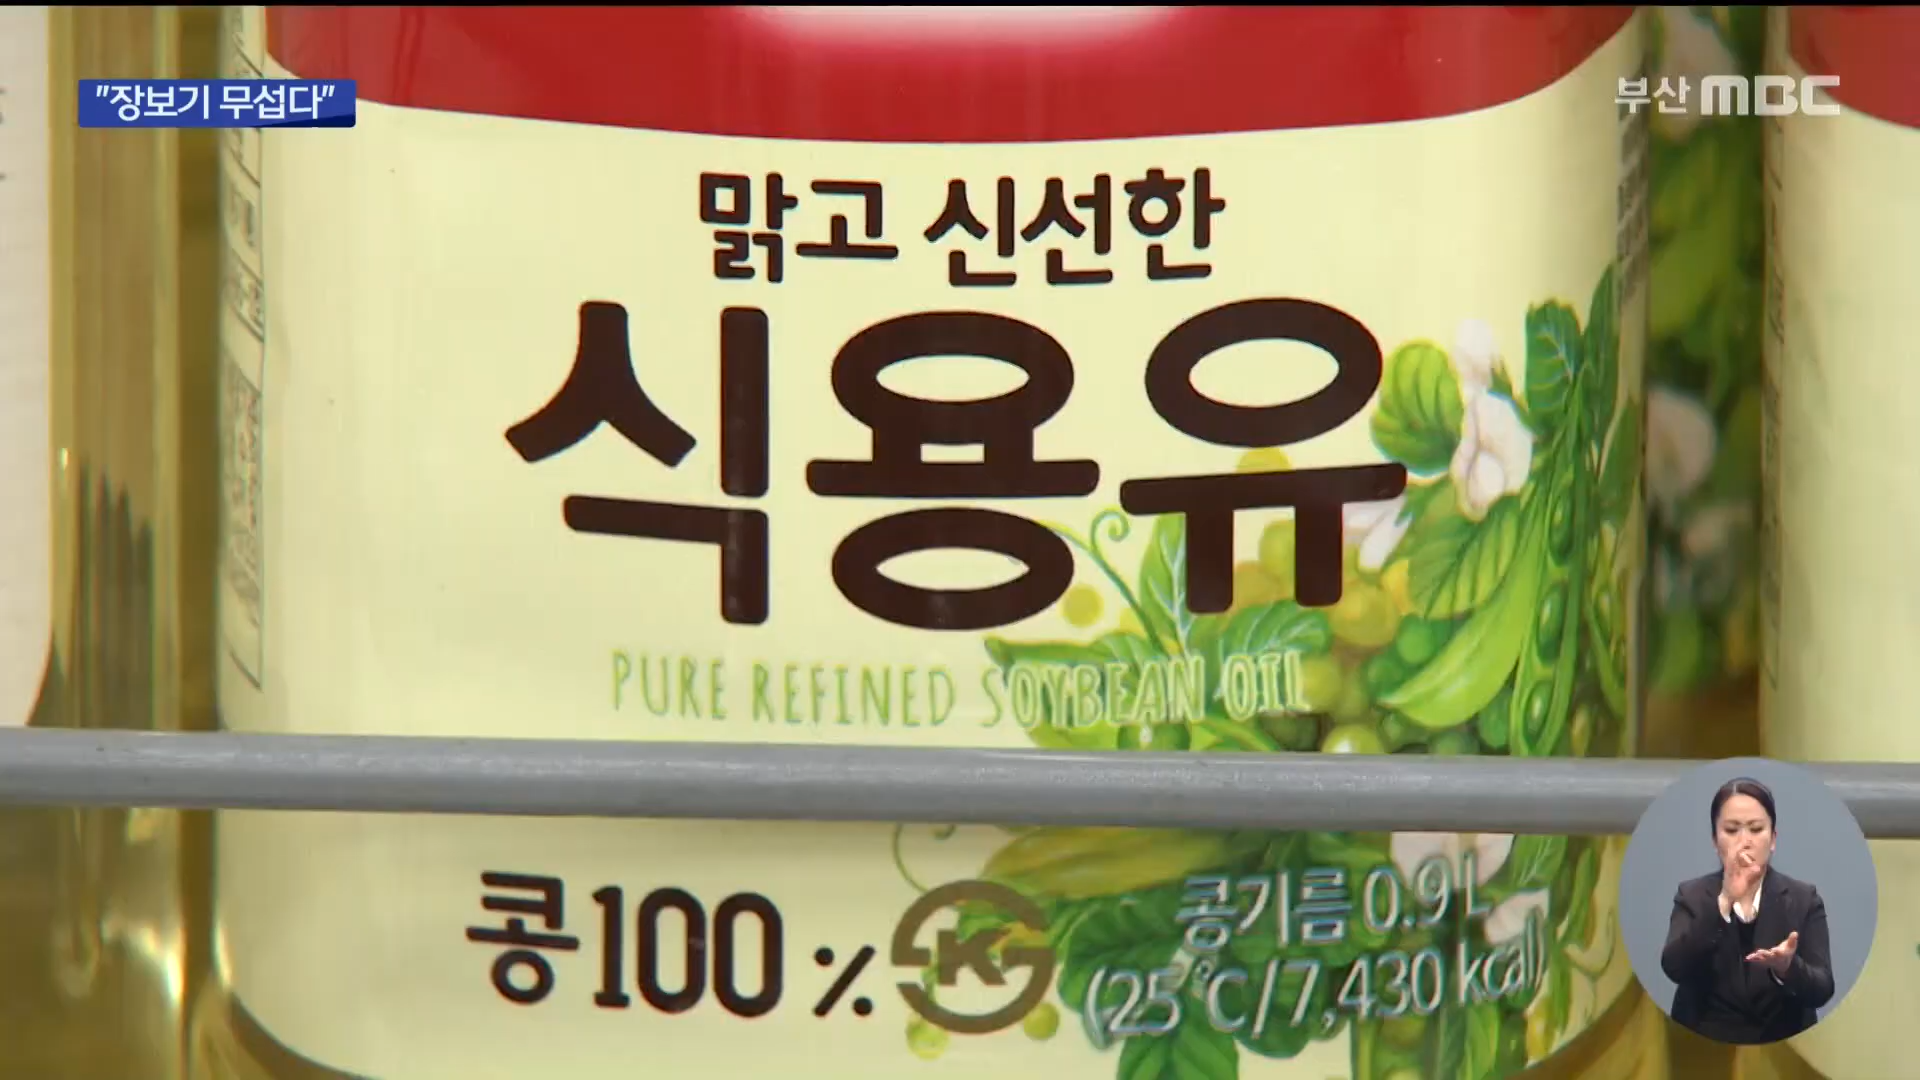 "장보기 무섭다"
부산 MBC
맑고 신선한
식용유
PURE REFINED SOYBEAN OIL
콩100%
K
콩기름 0.9 L
(25℃/7,430 kcal)